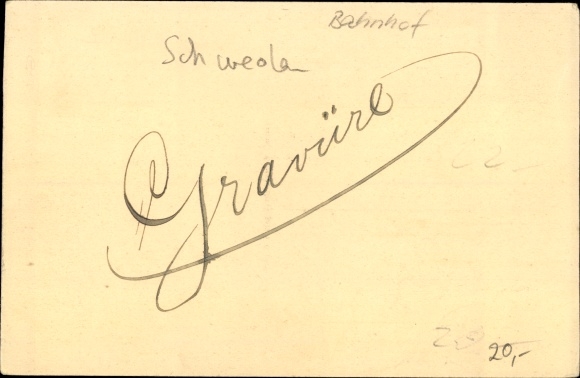 Bahnhof
Schweden
Gravüre
20,-